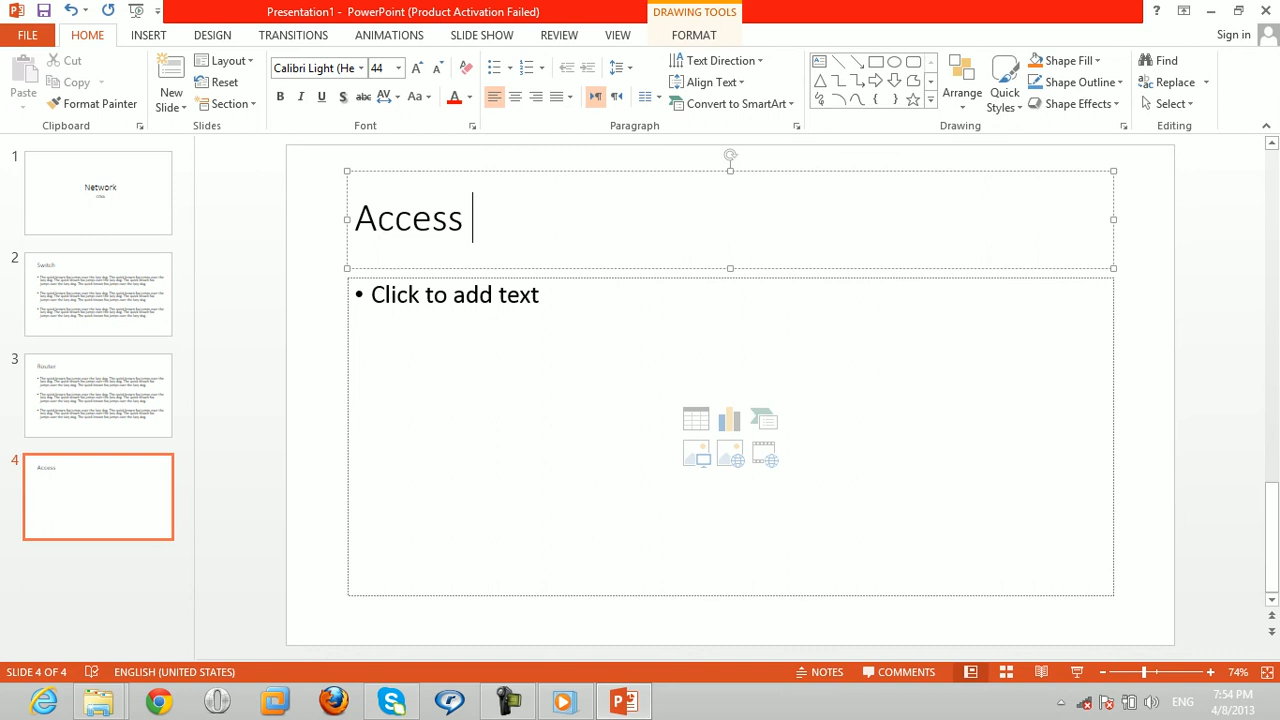 Presentation1 - PowerPoint (Product Activation Failed)
DRAWING TOOLS
?
FILE
HOME
INSERT
DESIGN
TRANSITIONS
ANIMATIONS
SLIDE SHOW
REVIEW
VIEW
FORMAT
Sign in
Paste
Cut
Copy
Format Painter
Clipboard
New
Slide
Layout
Reset
Section
Slides
Calibri Light (He
44
B I U S abc AV Aa A
Font
Text Direction
Align Text
Convert to SmartArt
Paragraph
Arrange
Quick
Styles
Shape Fill
Shape Outline
Shape Effects
Drawing
Find
Replace
Select
Editing
1
Network
2
Switch
3
Router
4
Access
Access
• Click to add text
SLIDE 4 OF 4
ENGLISH (UNITED STATES)
NOTES
COMMENTS
74%
ENG
7:54 PM
4/8/2013